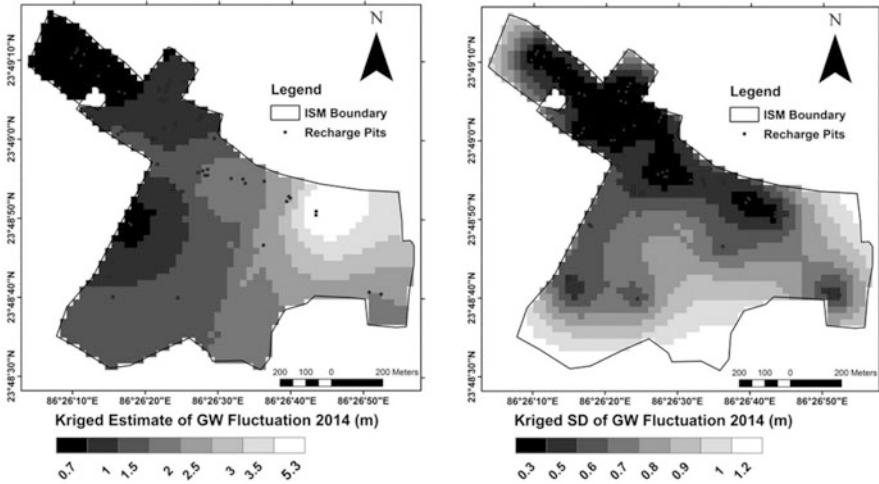 N
Legend
ISM Boundary
Recharge Pits
23°49'10"N
23°49'0"N
23°48'50"N
23°48'40"N
23°48'30"N
200 100 0 200 Meters
86°26'10"E 86°26'20"E 86°26'30"E 86°26'40"E 86°26'50"E
Kriged Estimate of GW Fluctuation 2014 (m)
0.7 1 1.5 2 2.5 3 3.5 5.3
N
Legend
ISM Boundary
Recharge Pits
23°49'10"N
23°49'0"N
23°48'50"N
23°48'40"N
23°48'30"N
200 100 0 200 Meters
86°26'10"E 86°26'20"E 86°26'30"E 86°26'40"E 86°26'50"E
Kriged SD of GW Fluctuation 2014 (m)
0.3 0.5 0.6 0.7 0.8 0.9 1 1.2